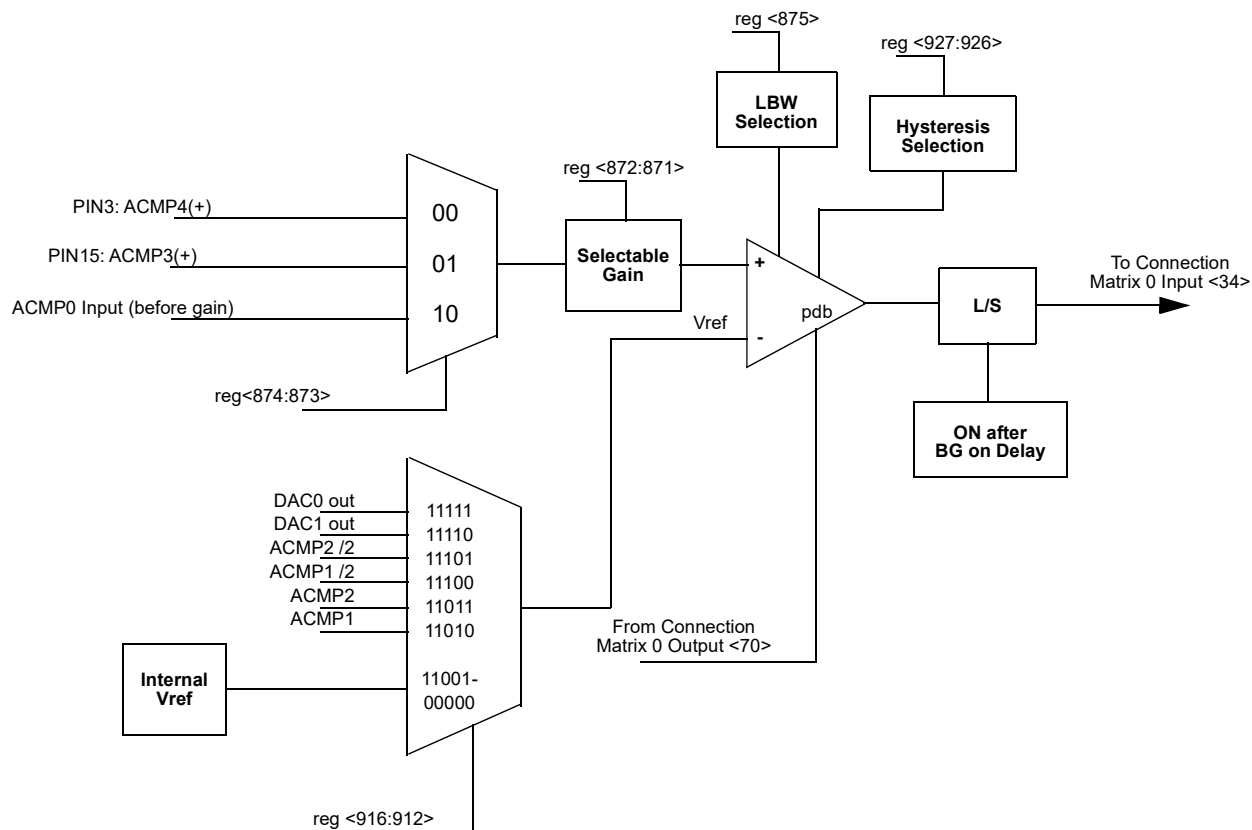 reg <875>
reg <927:926>
LBW
Selection
Hysteresis
Selection
reg <872:871>
PIN3: ACMP4(+)
00
PIN15: ACMP3(+)
01
ACMP0 Input (before gain)
10
Selectable
Gain
+
To Connection
Matrix 0 Input <34>
L/S
pdb
Vref
-
reg<874:873>
ON after
BG on Delay
DAC0 out
11111
DAC1 out
11110
ACMP2 /2
11101
ACMP1 /2
11100
ACMP2
11011
ACMP1
11010
From Connection
Matrix 0 Output <70>
Internal
Vref
11001-
00000
reg <916:912>